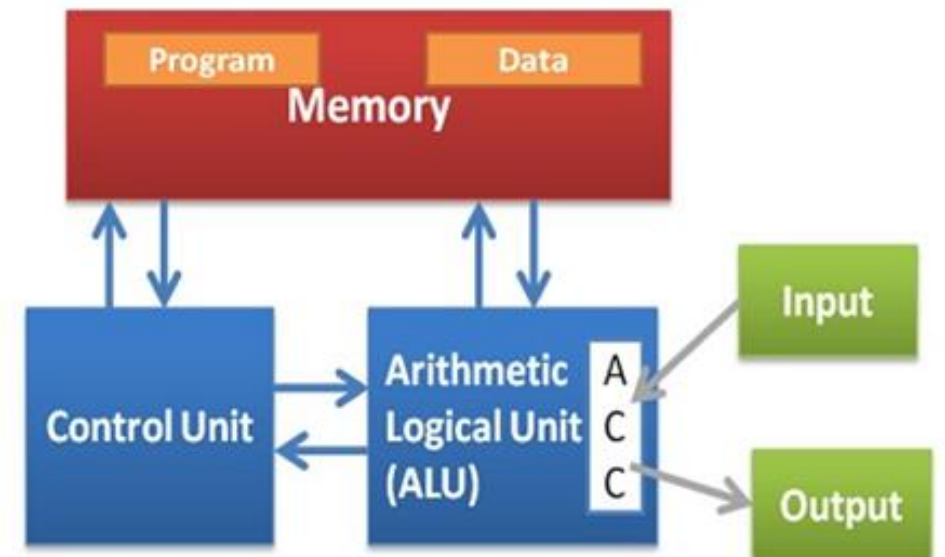 Program
Data
Memory
Control Unit
Arithmetic
Logical Unit
(ALU)
A
C
C
Input
Output